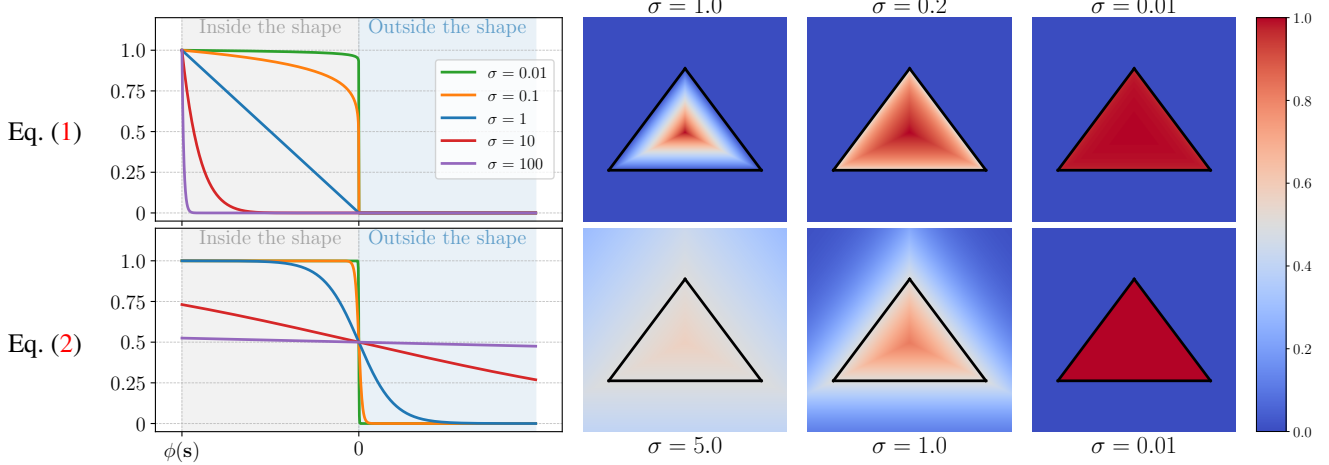 σ = 1.0
σ = 0.2
σ = 0.01
Inside the shape
Outside the shape
Eq. (1)
1.0
0.75
0.5
0.25
0
σ = 0.01
σ = 0.1
σ = 1
σ = 10
σ = 100
Inside the shape
Outside the shape
Eq. (2)
1.0
0.75
0.5
0.25
0
ϕ(s)
0
σ = 5.0
σ = 1.0
σ = 0.01
1.0
0.8
0.6
0.4
0.2
0.0